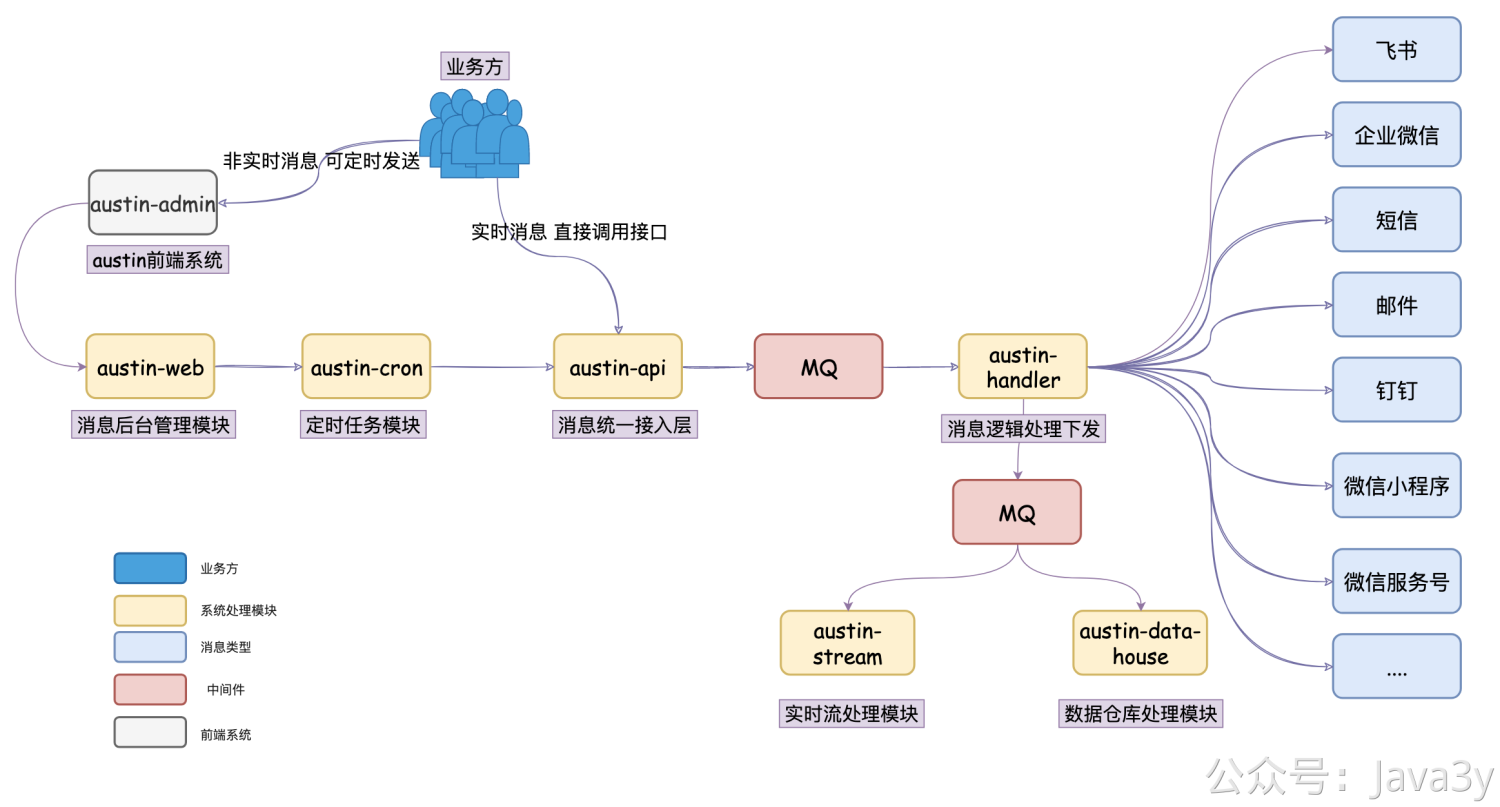 业务方
非实时消息 可定时发送
austin-admin
austin前端系统
实时消息 直接调用接口
austin-web
消息后台管理模块
austin-cron
定时任务模块
austin-api
消息统一接入层
MQ
austin-
handler
消息逻辑处理下发
MQ
austin-
stream
实时流处理模块
austin-data-
house
数据仓库处理模块
飞书
企业微信
短信
邮件
钉钉
微信小程序
微信服务号
....
业务方
系统处理模块
消息类型
中间件
前端系统
公众号：Java3y